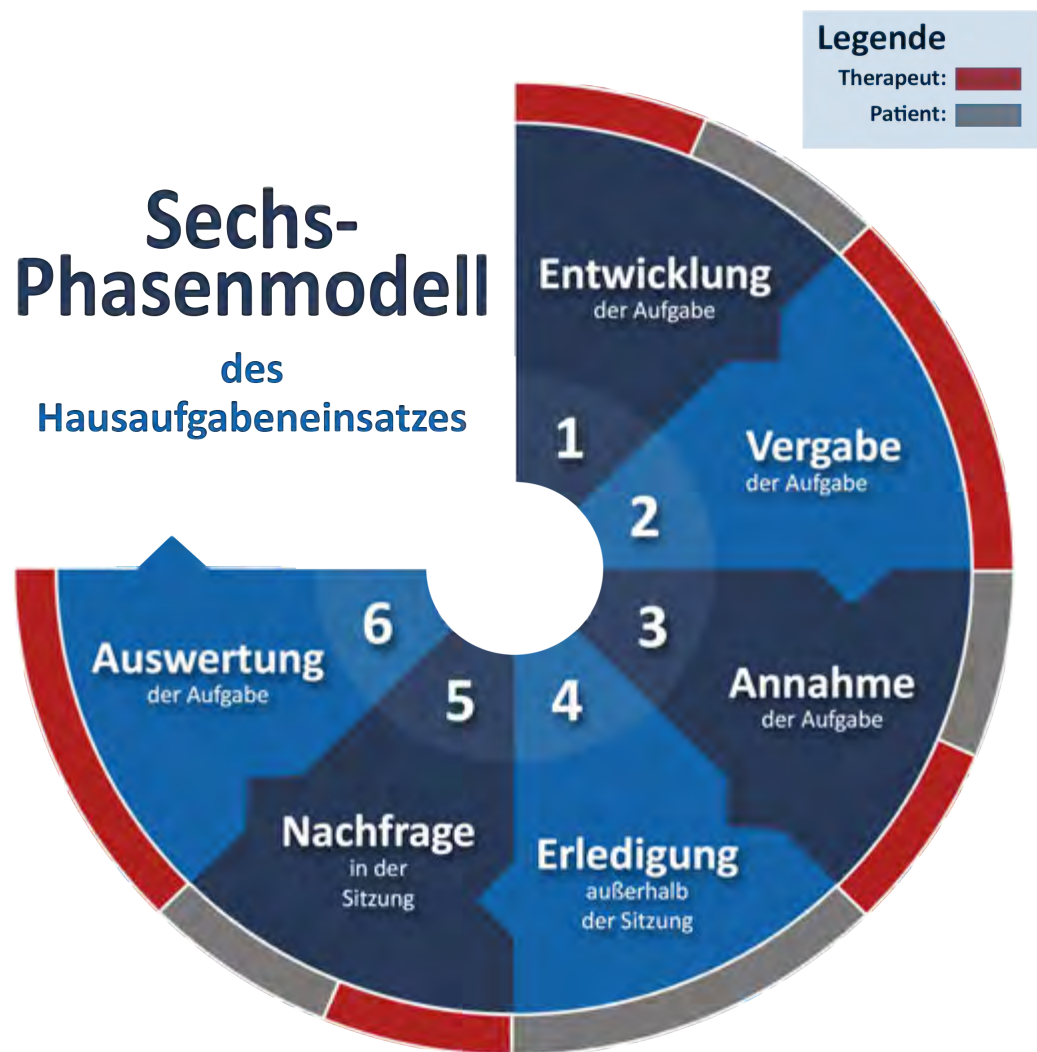 Sechs-
Phasenmodell
des
Hausaufgabeneinsatzes
Legende
Therapeut:
Patient:
Entwicklung
der Aufgabe
1
Vergabe
der Aufgabe
2
3
Annahme
der Aufgabe
4
Erledigung
außerhalb
der Sitzung
5
Nachfrage
in der
Sitzung
6
Auswertung
der Aufgabe